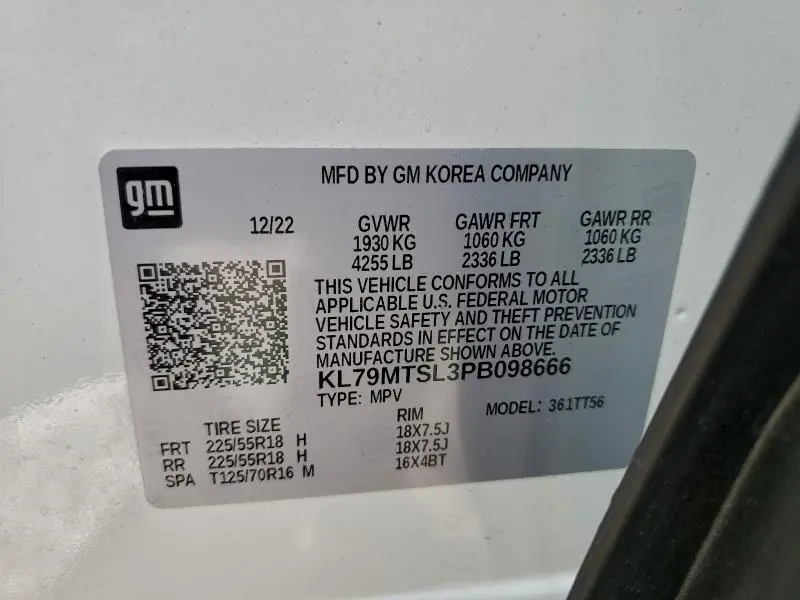 gm
MFD BY GM KOREA COMPANY
12/22 GVWR GAWR FRT GAWR RR
1930 KG 1060 KG 1060 KG
4255 LB 2336 LB 2336 LB
THIS VEHICLE CONFORMS TO ALL
APPLICABLE U.S. FEDERAL MOTOR
VEHICLE SAFETY AND THEFT PREVENTION
STANDARDS IN EFFECT ON THE DATE OF
MANUFACTURE SHOWN ABOVE.
KL79MTSL3PB098666
TYPE: MPV MODEL: 361TT56
TIRE SIZE RIM
FRT 225/55R18 H 18X7.5J
RR 225/55R18 H 18X7.5J
SPA T125/70R16 M 16X4BT